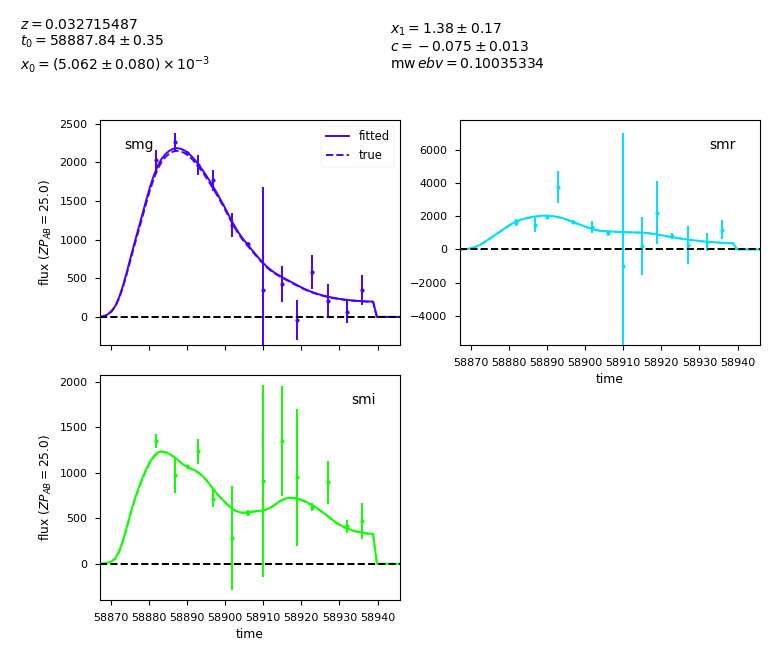 z = 0.032715487
t₀ = 58887.84 ± 0.35
x₀ = (5.062 ± 0.080) × 10⁻³
x₁ = 1.38 ± 0.17
c = −0.075 ± 0.013
mw ebv = 0.10035334
smg
fitted
true
2500
2000
1500
1000
500
0
flux (ZP_AB = 25.0)
smr
6000
4000
2000
0
−2000
−4000
58870 58880 58890 58900 58910 58920 58930 58940
time
smi
2000
1500
1000
500
0
flux (ZP_AB = 25.0)
58870 58880 58890 58900 58910 58920 58930 58940
time